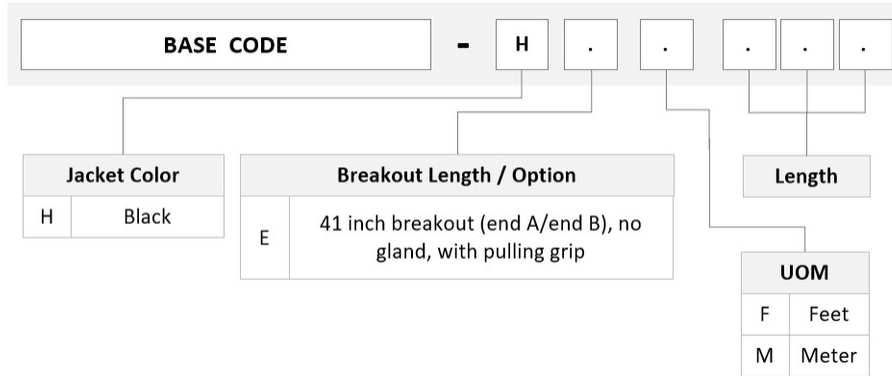 BASE CODE - H . . . . .
Jacket Color
H Black
Breakout Length / Option
E 41 inch breakout (end A/end B), no
gland, with pulling grip
Length
UOM
F Feet
M Meter